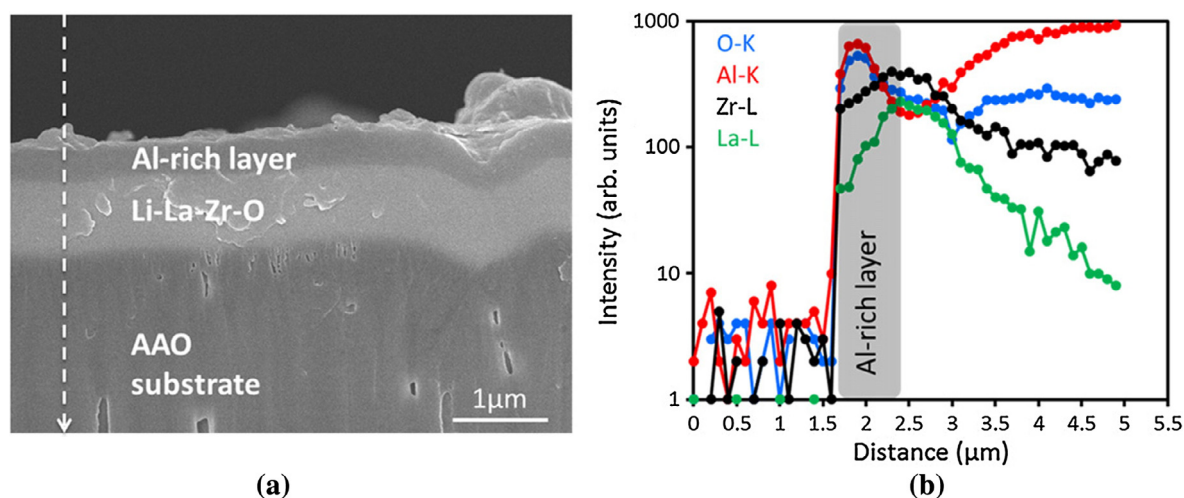 Al-rich layer
Li-La-Zr-O
AAO
substrate
1µm
(a)
1000
100
10
1
Intensity (arb. units)
O-K
Al-K
Zr-L
La-L
Al-rich layer
0 0.5 1 1.5 2 2.5 3 3.5 4 4.5 5 5.5
Distance (µm)
(b)